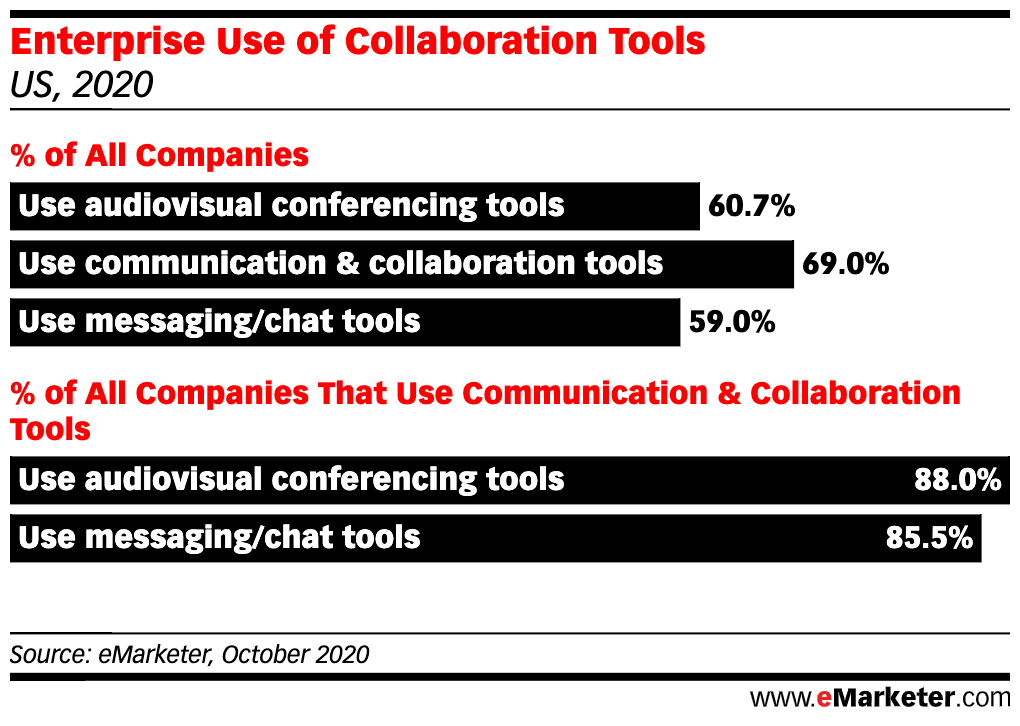 Enterprise Use of Collaboration Tools
US, 2020
% of All Companies
Use audiovisual conferencing tools 60.7%
Use communication & collaboration tools 69.0%
Use messaging/chat tools 59.0%
% of All Companies That Use Communication & Collaboration
Tools
Use audiovisual conferencing tools 88.0%
Use messaging/chat tools 85.5%
Source: eMarketer, October 2020
www.eMarketer.com